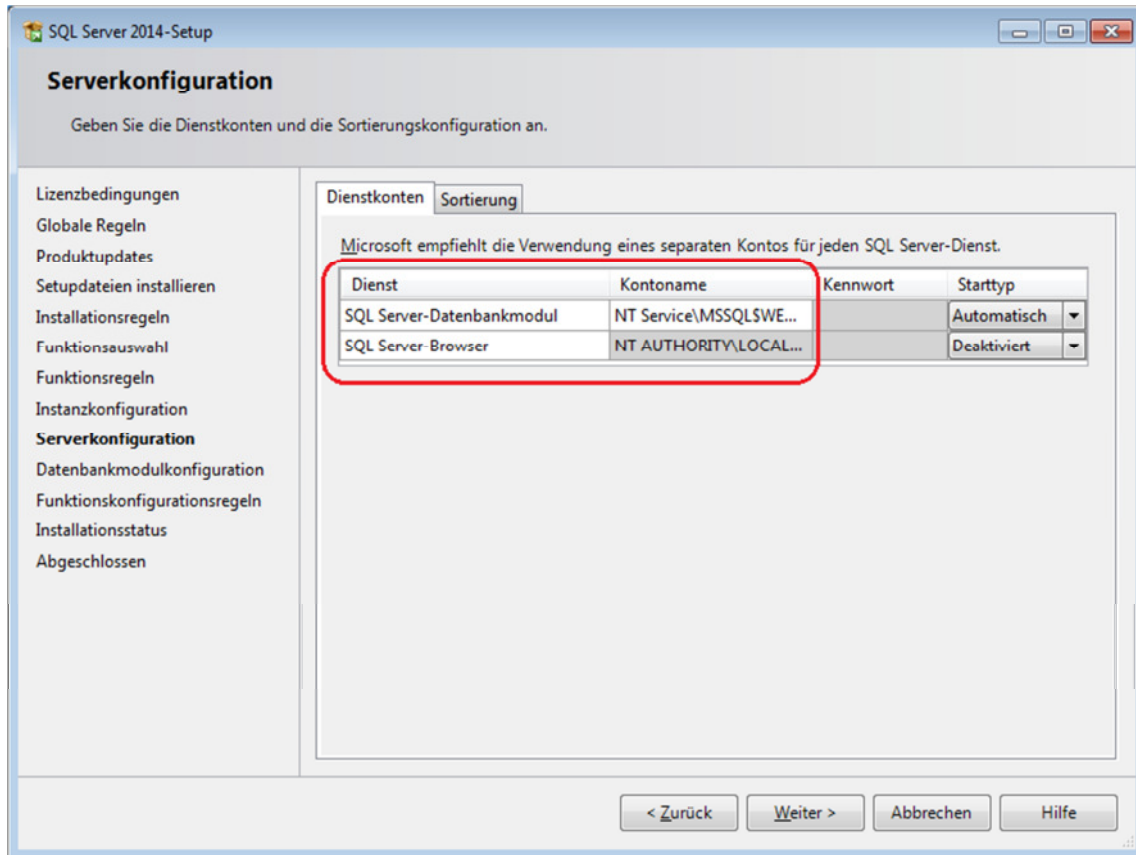 SQL Server 2014-Setup
Serverkonfiguration
Geben Sie die Dienstkonten und die Sortierungskonfiguration an.
Lizenzbedingungen
Globale Regeln
Produktupdates
Setupdateien installieren
Installationsregeln
Funktionsauswahl
Funktionsregeln
Instanzkonfiguration
Serverkonfiguration
Datenbankmodulkonfiguration
Funktionskonfigurationsregeln
Installationsstatus
Abgeschlossen
Dienstkonten Sortierung
Microsoft empfiehlt die Verwendung eines separaten Kontos für jeden SQL Server-Dienst.
Dienst Kontoname Kennwort Starttyp
SQL Server-Datenbankmodul NT Service\MSSQL$WE... Automatisch
SQL Server-Browser NT AUTHORITY\LOCAL... Deaktiviert
< Zurück Weiter > Abbrechen Hilfe